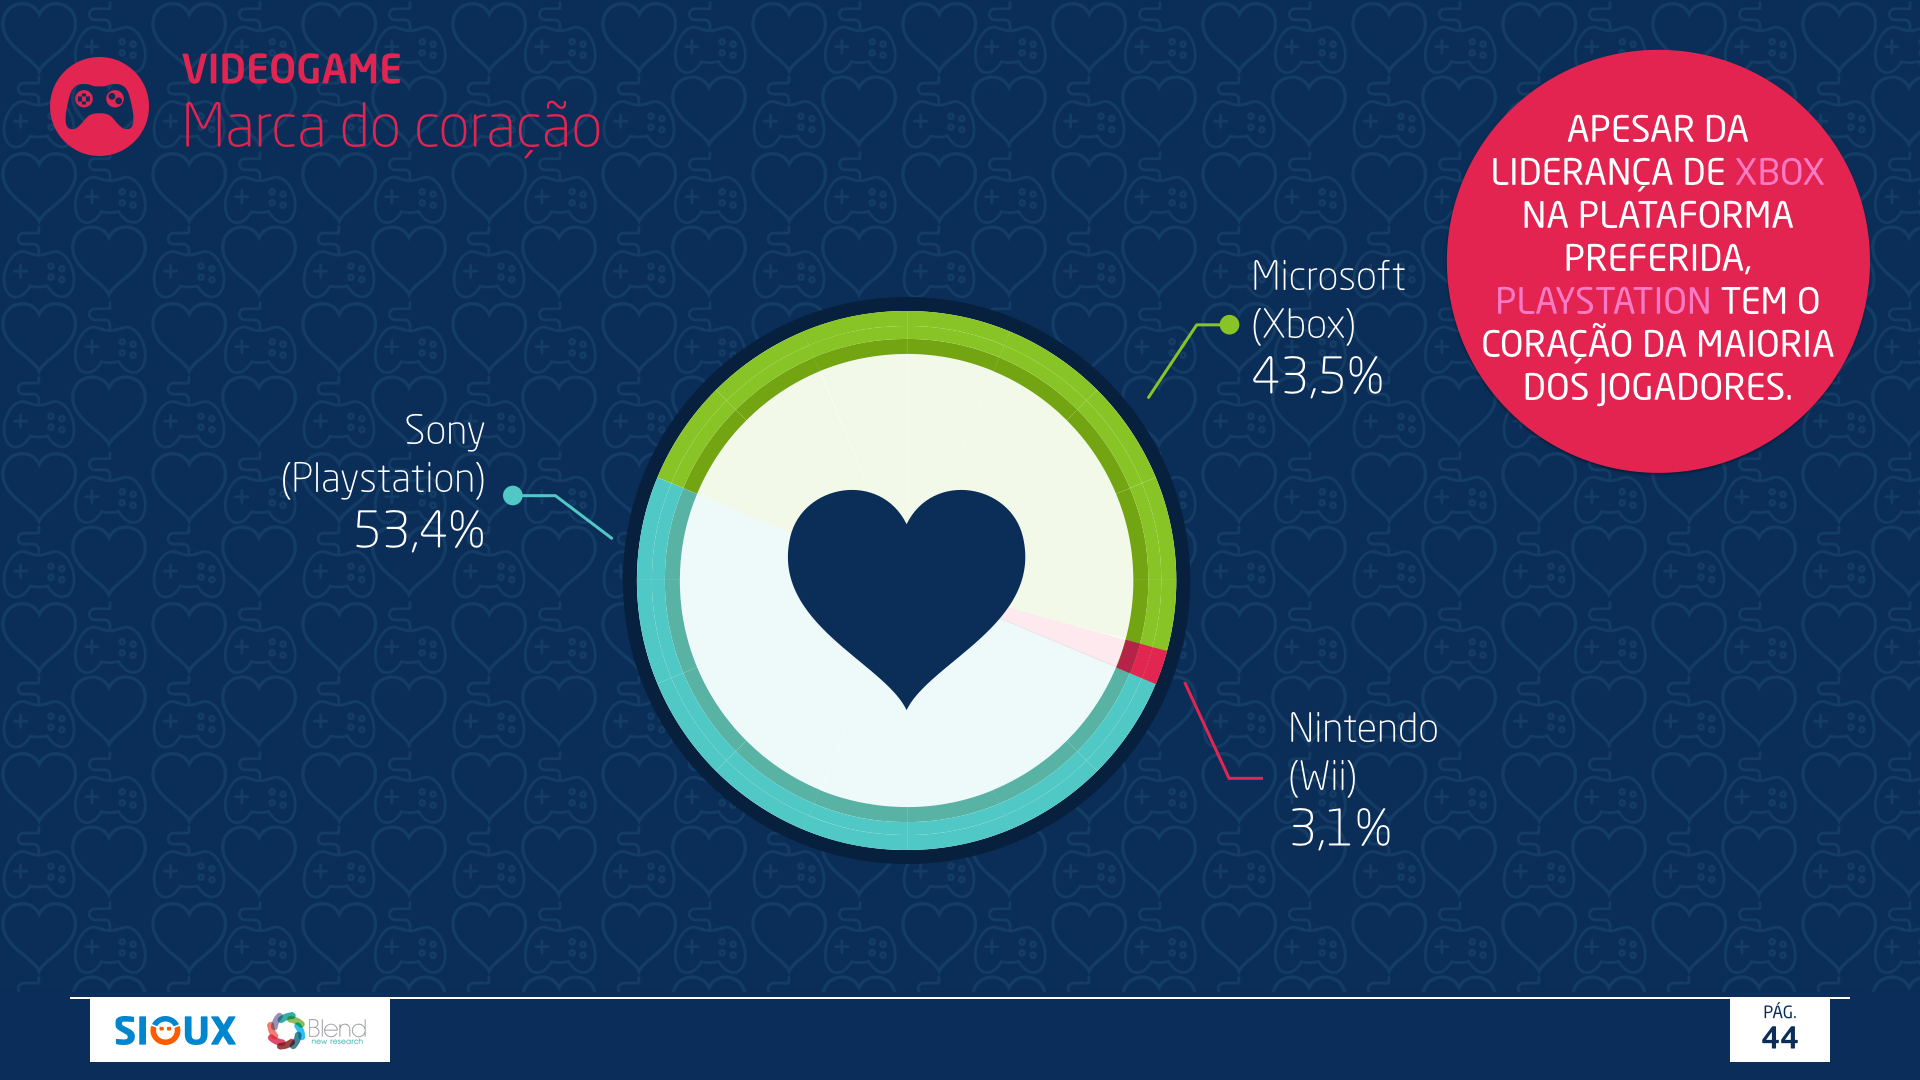 VIDEOGAME
Marca do coração
APESAR DA
LIDERANÇA DE XBOX
NA PLATAFORMA
PREFERIDA,
PLAYSTATION TEM O
CORAÇÃO DA MAIORIA
DOS JOGADORES.
Microsoft
(Xbox)
43,5%
Sony
(Playstation)
53,4%
Nintendo
(Wii)
3,1%
SIOUX
Blend
new research
PÁG.
44